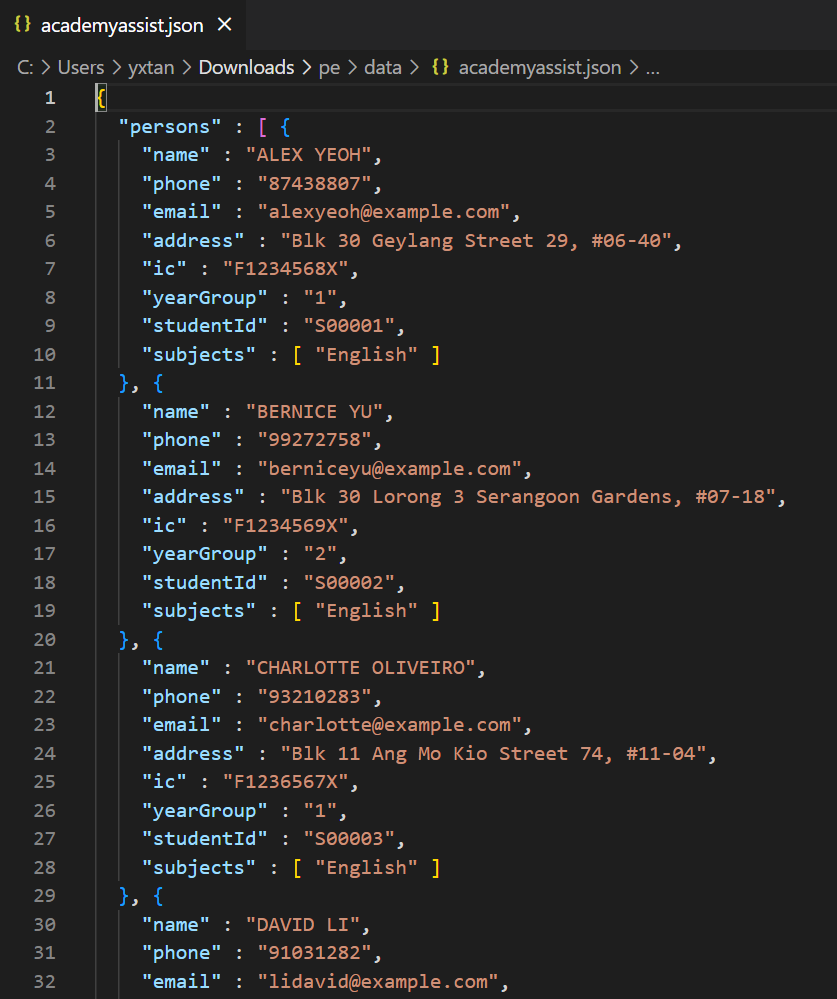 {} academyassist.json ×
C: > Users > yxtan > Downloads > pe > data > {} academyassist.json > ...
1 {
2 "persons" : [ {
3 "name" : "ALEX YEOH",
4 "phone" : "87438807",
5 "email" : "alexyeoh@example.com",
6 "address" : "Blk 30 Geylang Street 29, #06-40",
7 "ic" : "F1234568X",
8 "yearGroup" : "1",
9 "studentId" : "S00001",
10 "subjects" : [ "English" ]
11 }, {
12 "name" : "BERNICE YU",
13 "phone" : "99272758",
14 "email" : "berniceyu@example.com",
15 "address" : "Blk 30 Lorong 3 Serangoon Gardens, #07-18",
16 "ic" : "F1234569X",
17 "yearGroup" : "2",
18 "studentId" : "S00002",
19 "subjects" : [ "English" ]
20 }, {
21 "name" : "CHARLOTTE OLIVEIRO",
22 "phone" : "93210283",
23 "email" : "charlotte@example.com",
24 "address" : "Blk 11 Ang Mo Kio Street 74, #11-04",
25 "ic" : "F1236567X",
26 "yearGroup" : "1",
27 "studentId" : "S00003",
28 "subjects" : [ "English" ]
29 }, {
30 "name" : "DAVID LI",
31 "phone" : "91031282",
32 "email" : "lidavid@example.com",